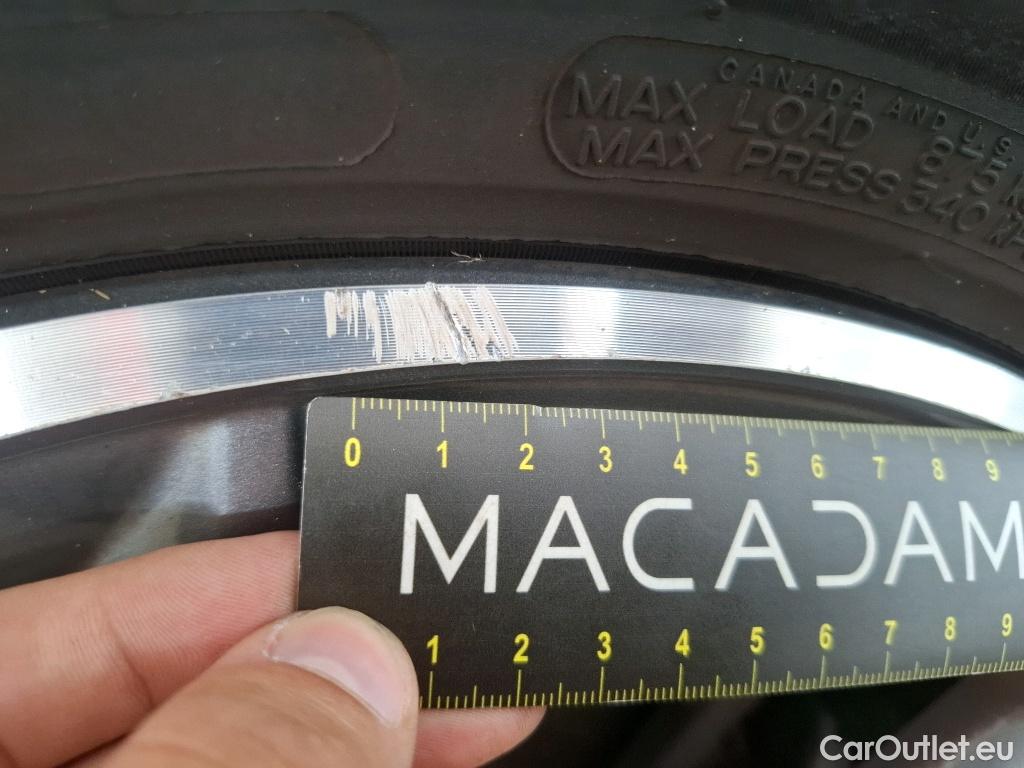 CANADA AND U.S.
MAX LOAD 875 K
MAX PRESS 340 K
0 1 2 3 4 5 6 7 8 9
MACADAM
1 2 3 4 5 6 7 8 9
CarOutlet.eu